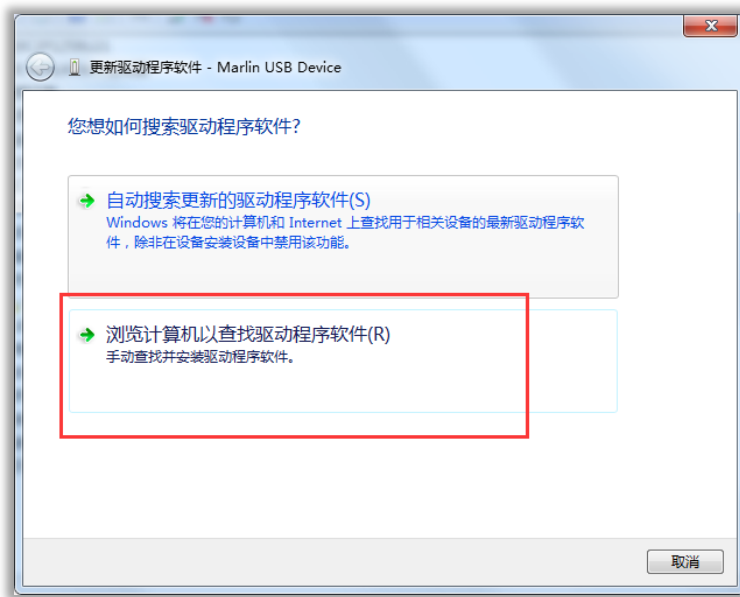 更新驱动程序软件 - Marlin USB Device
您想如何搜索驱动程序软件?
自动搜索更新的驱动程序软件(S)
Windows 将在您的计算机和 Internet 上查找用于相关设备的最新驱动程序软
件，除非在设备安装设备中禁用该功能。
浏览计算机以查找驱动程序软件(R)
手动查找并安装驱动程序软件。
取消